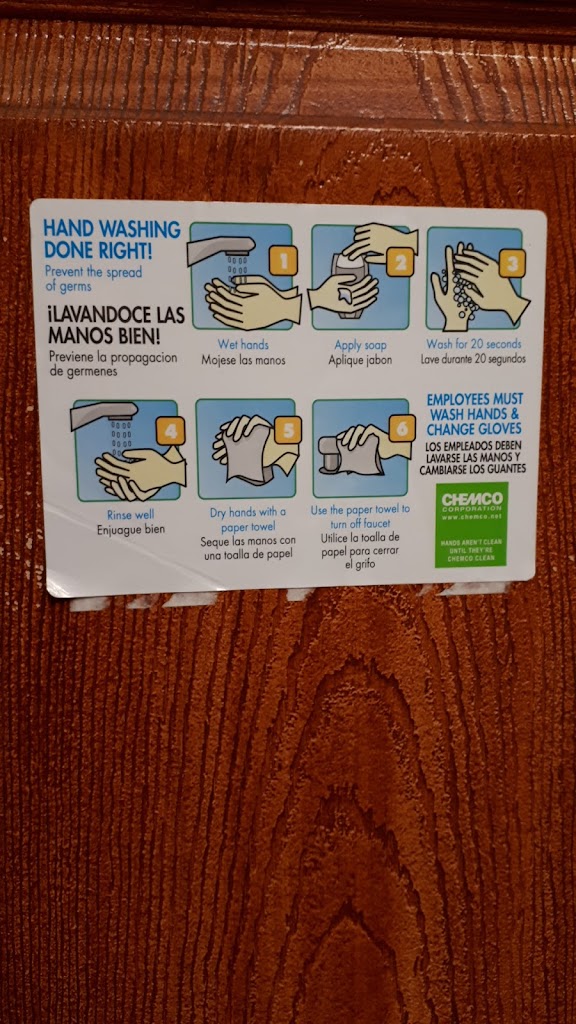 HAND WASHING
DONE RIGHT!
Prevent the spread
of germs
¡LAVANDOCE LAS
MANOS BIEN!
Previene la propagacion
de germenes
1
Wet hands
Mojese las manos
2
Apply soap
Aplique jabon
3
Wash for 20 seconds
Lave durante 20 segundos
4
Rinse well
Enjuague bien
5
Dry hands with a
paper towel
Seque las manos con
una toalla de papel
6
Use the paper towel to
turn off faucet
Utilice la toalla de
papel para cerrar
el grifo
EMPLOYEES MUST
WASH HANDS &
CHANGE GLOVES
LOS EMPLEADOS DEBEN
LAVARSE LAS MANOS Y
CAMBIARSE LOS GUANTES
CHEMCO
CORPORATION
www.chemco.net
HANDS AREN'T CLEAN
UNTIL THEY'RE
CHEMCO CLEAN